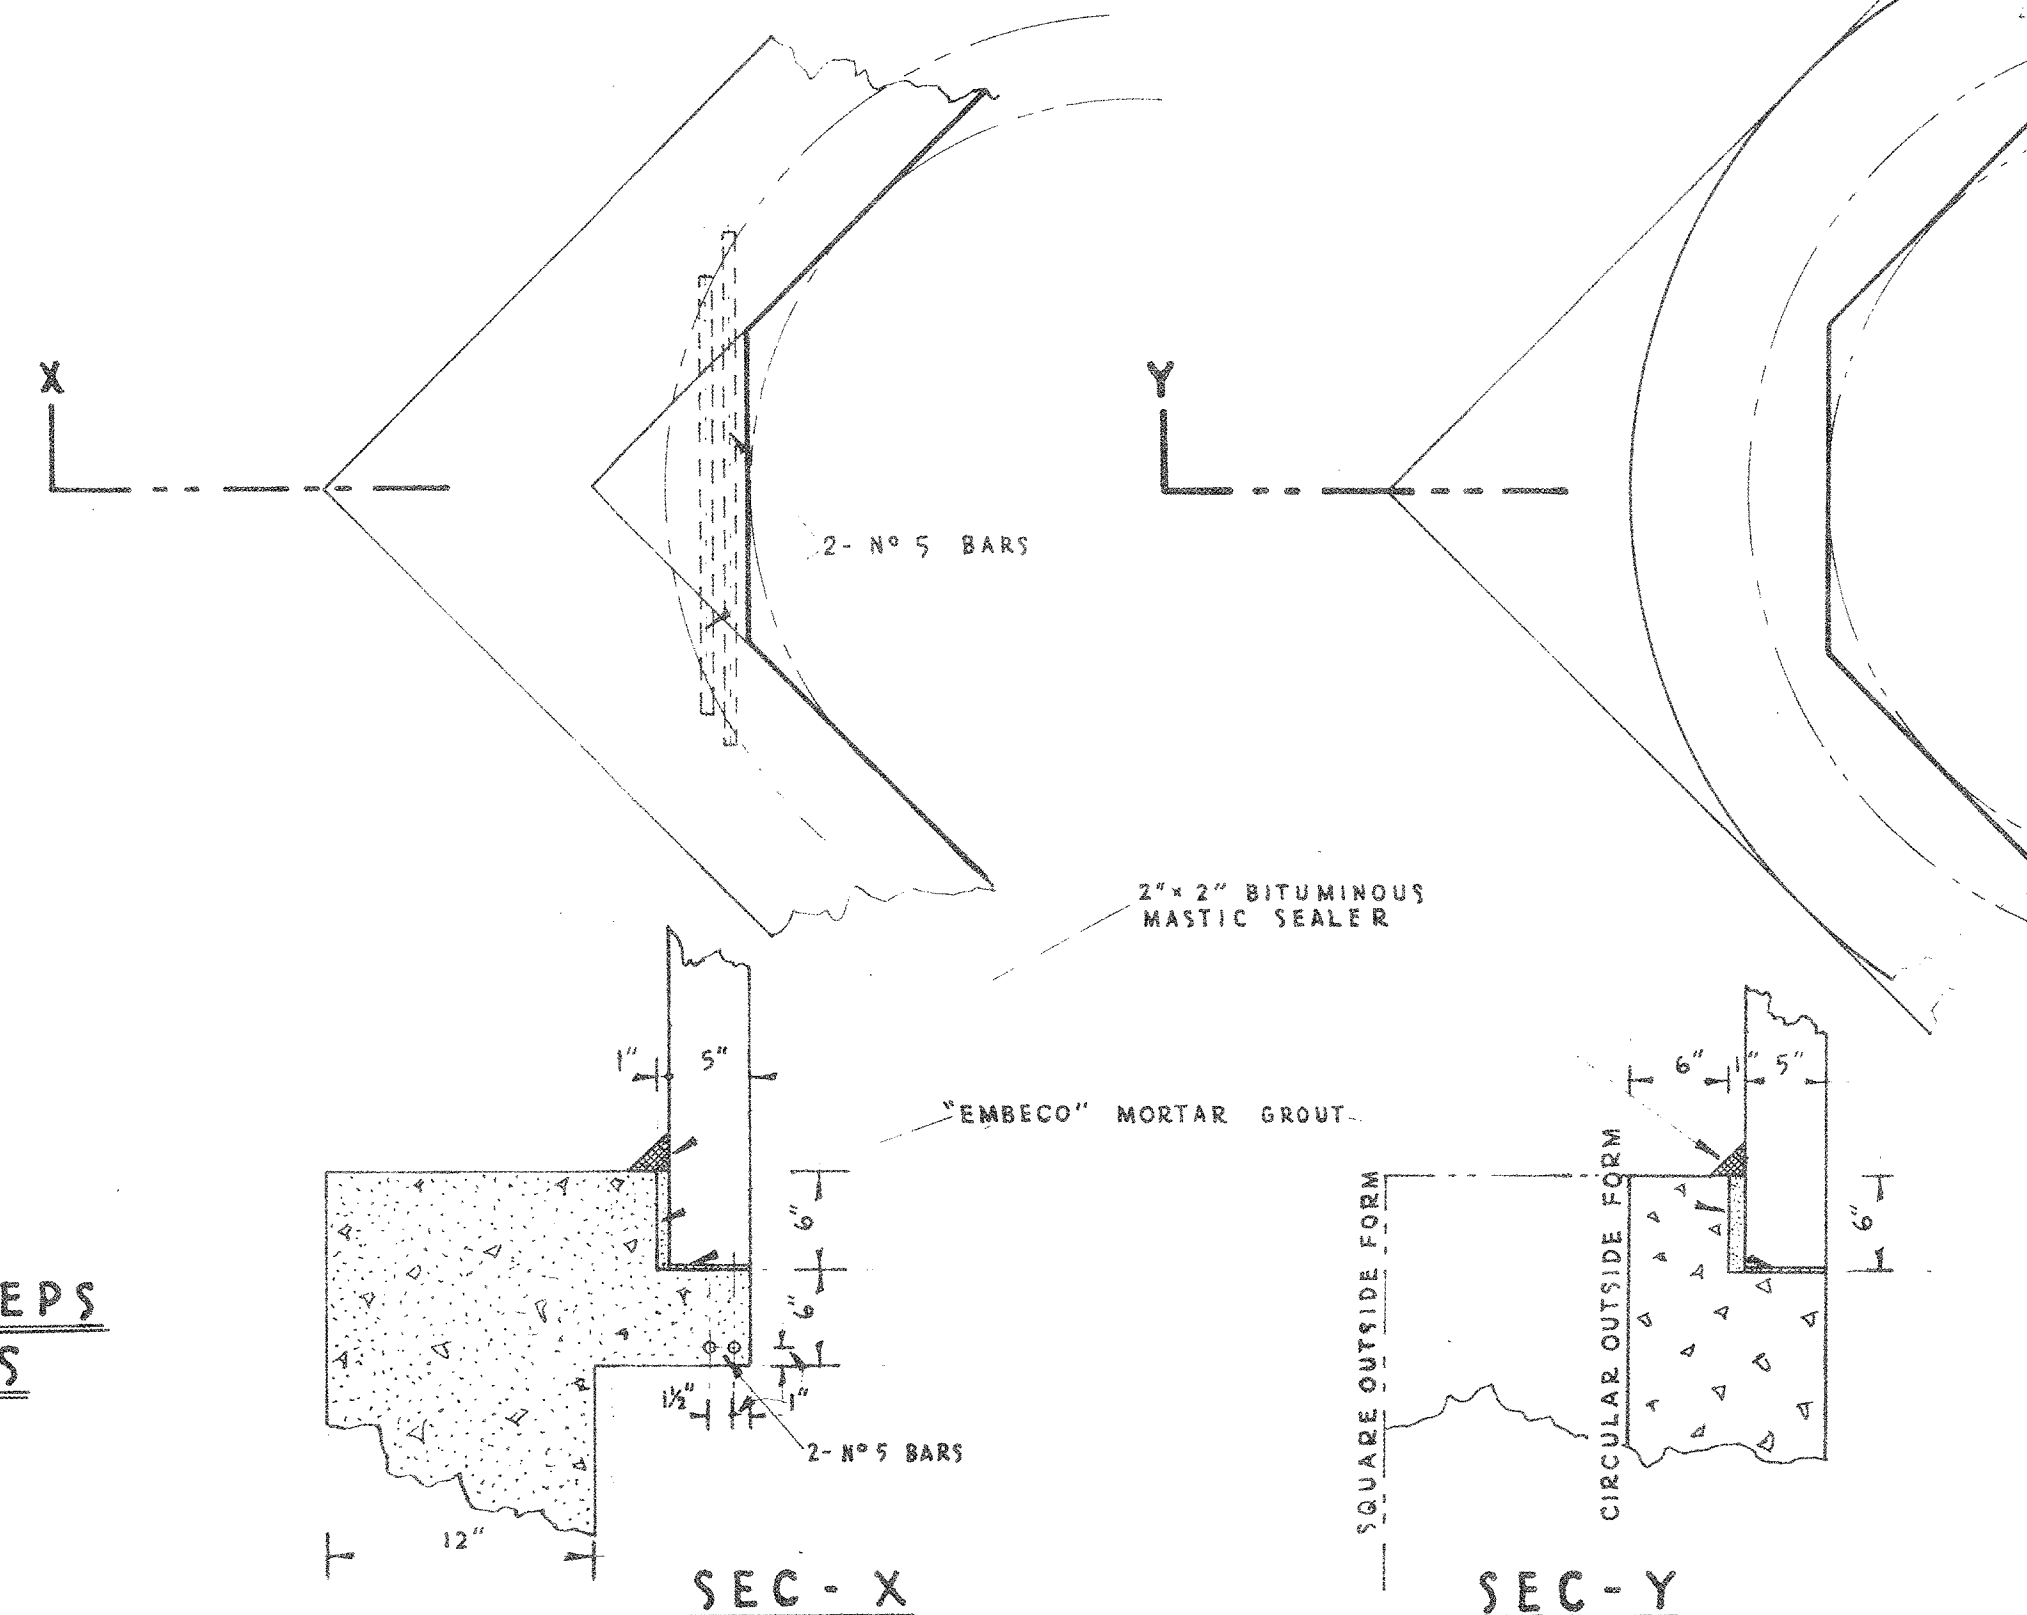 X
Y
2- Nº 5 BARS
2"x 2" BITUMINOUS
MASTIC SEALER
1"
5"
6"
1"
5"
"EMBECO" MORTAR GROUT
6"
6"
6"
EPS
S
1½"
1"
2- Nº 5 BARS
12"
SQUARE OUTSIDE FORM
CIRCULAR OUTSIDE FORM
SEC - X
SEC - Y